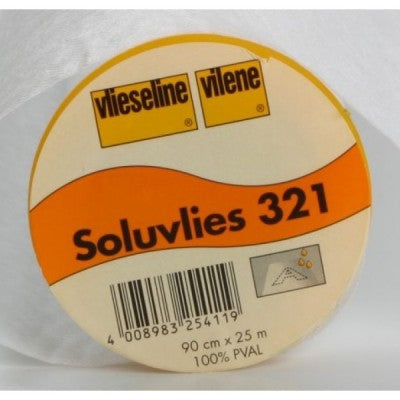 vlieseline ® vilene ®
Soluvlies 321
4 008983 254119
90 cm x 25 m
100% PVAL